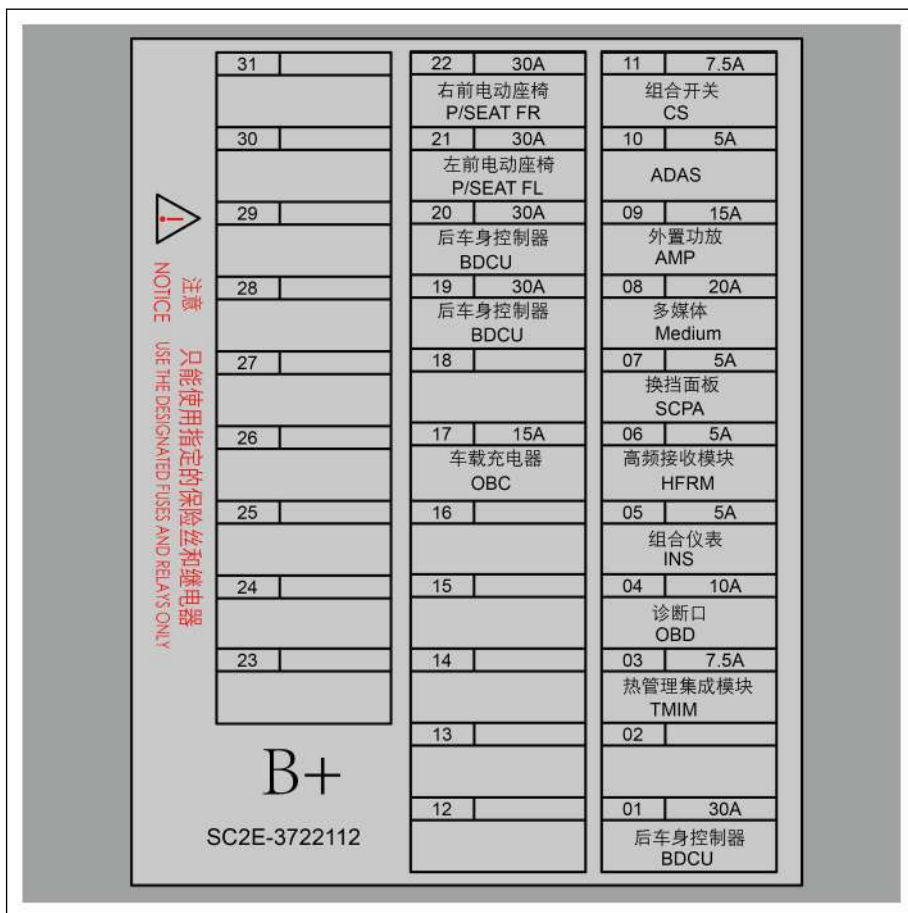 注意
NOTICE
只能使用指定的保险丝和继电器
USE THE DESIGNATED FUSES AND RELAYS ONLY
31
30
29
28
27
26
25
24
23
B+
SC2E-3722112
22 30A
右前电动座椅
P/SEAT FR
21 30A
左前电动座椅
P/SEAT FL
20 30A
后车身控制器
BDCU
19 30A
后车身控制器
BDCU
18
17 15A
车载充电器
OBC
16
15
14
13
12
11 7.5A
组合开关
CS
10 5A
ADAS
09 15A
外置功放
AMP
08 20A
多媒体
Medium
07 5A
换挡面板
SCPA
06 5A
高频接收模块
HFRM
05 5A
组合仪表
INS
04 10A
诊断口
OBD
03 7.5A
热管理集成模块
TMIM
02
01 30A
后车身控制器
BDCU